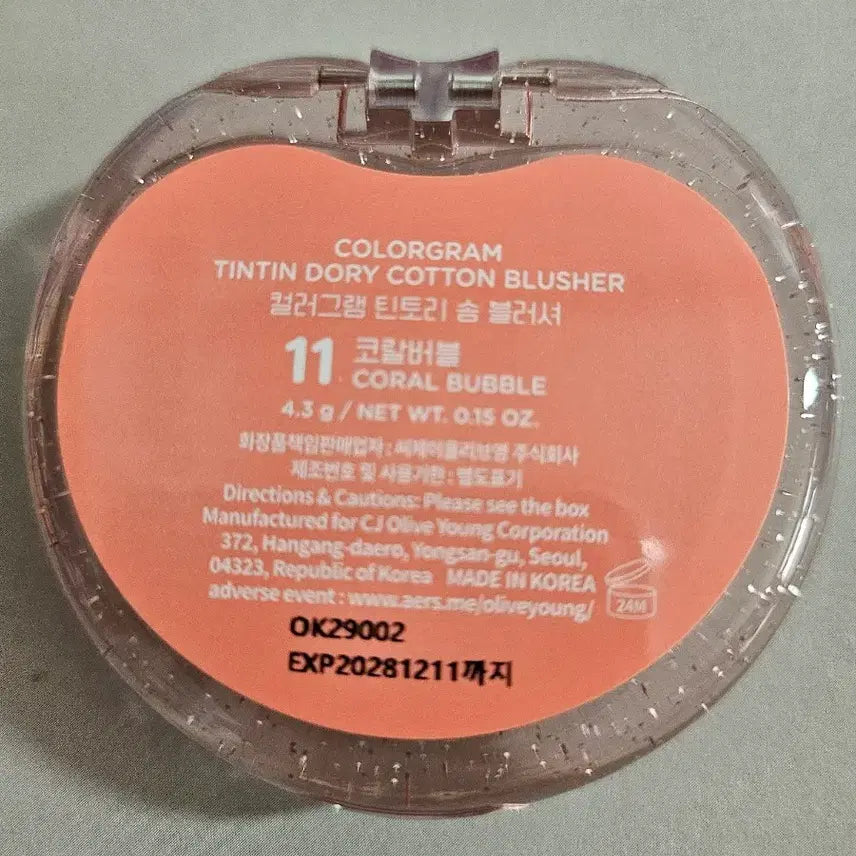 COLORGRAM
TINTIN DORY COTTON BLUSHER
컬러그램 틴토리 솜 블러셔
11 코랄버블
CORAL BUBBLE
4.3 g / NET WT. 0.15 OZ.
화장품책임판매업자 : 씨제이올리브영 주식회사
제조번호 및 사용기한 : 별도표기
Directions & Cautions: Please see the box
Manufactured for CJ Olive Young Corporation
372, Hangang-daero, Yongsan-gu, Seoul,
04323, Republic of Korea MADE IN KOREA
adverse event : www.aers.me/oliveyoung/
24M
OK29002
EXP20281211까지